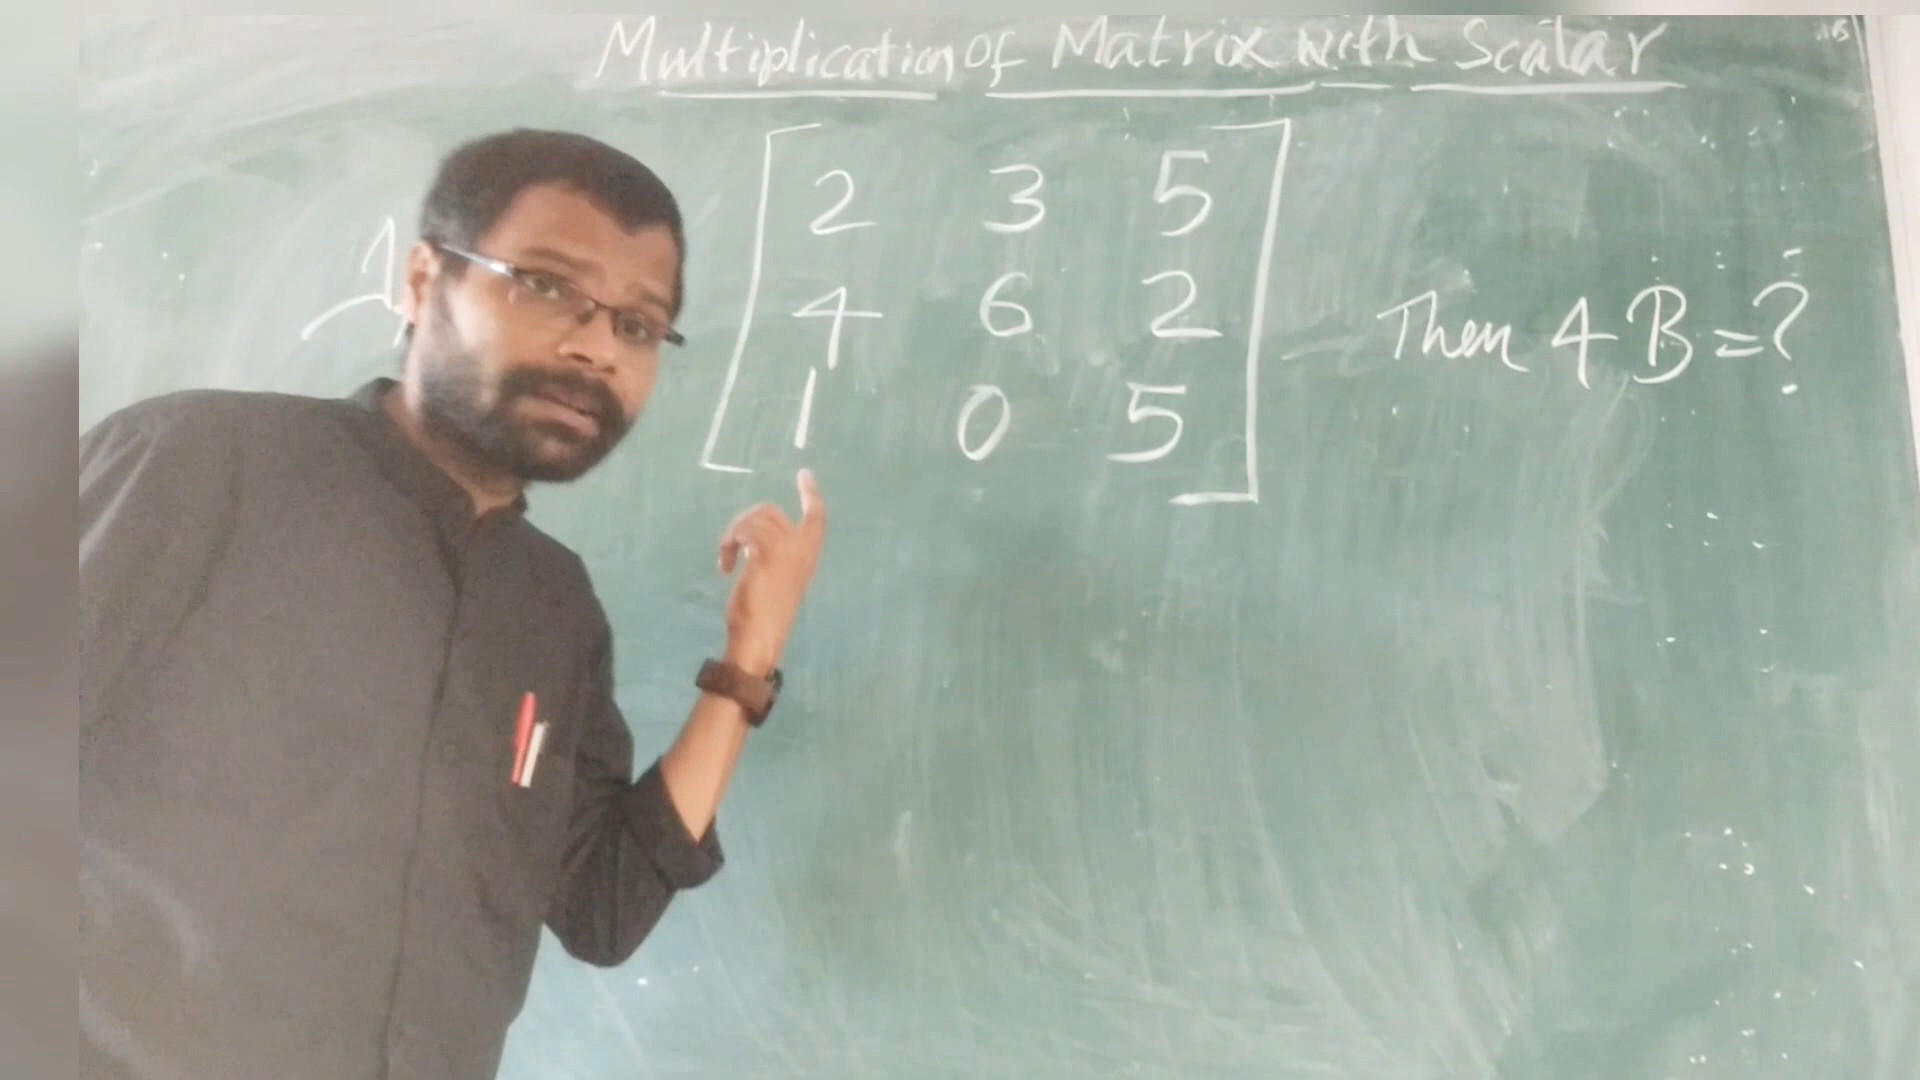 Multiplication of Matrix with Scalar
2 3 5
4 6 2 Then 4B=?
1 0 5